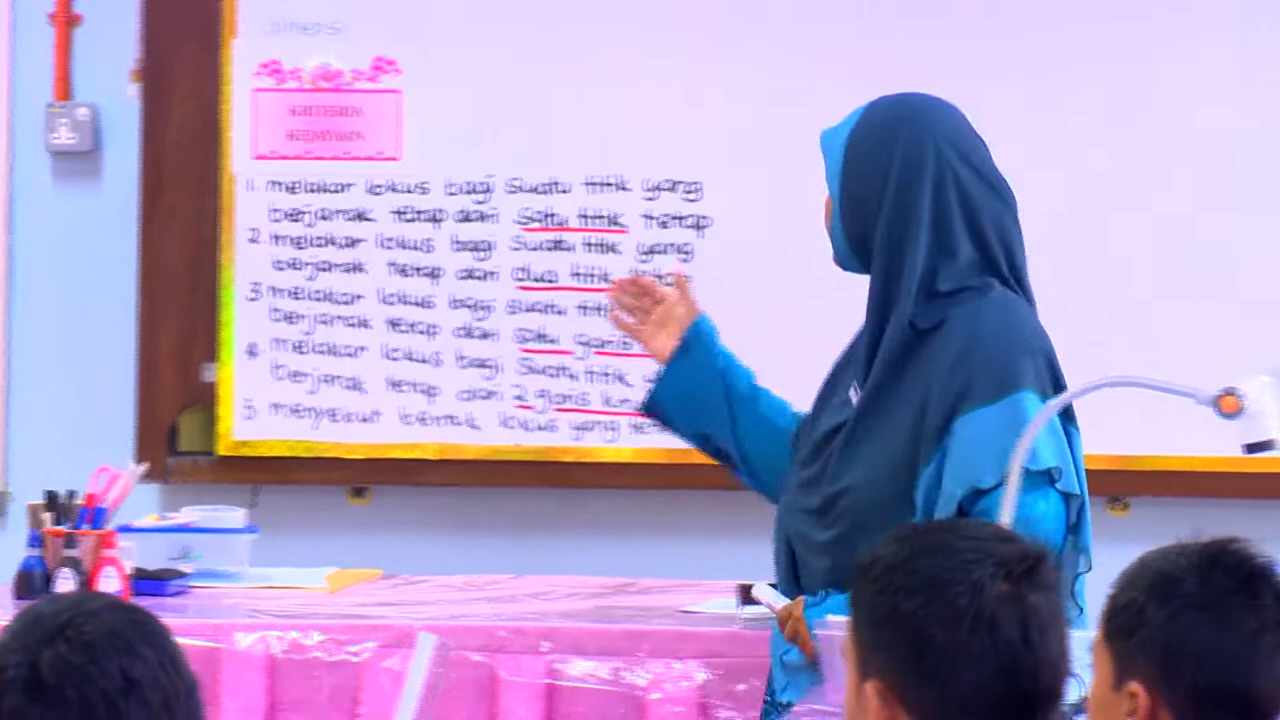 1. melakar lokus bagi suatu titik yang
berjarak tetap dari satu titik tetap
2. melakar lokus bagi suatu titik yang
berjarak tetap dari dua titik
3. melakar lokus bagi suatu titik
berjarak tetap dari satu garis
4. melakar lokus bagi suatu titik
berjarak tetap dari 2 garis
5. menyebut bentuk lokus yang